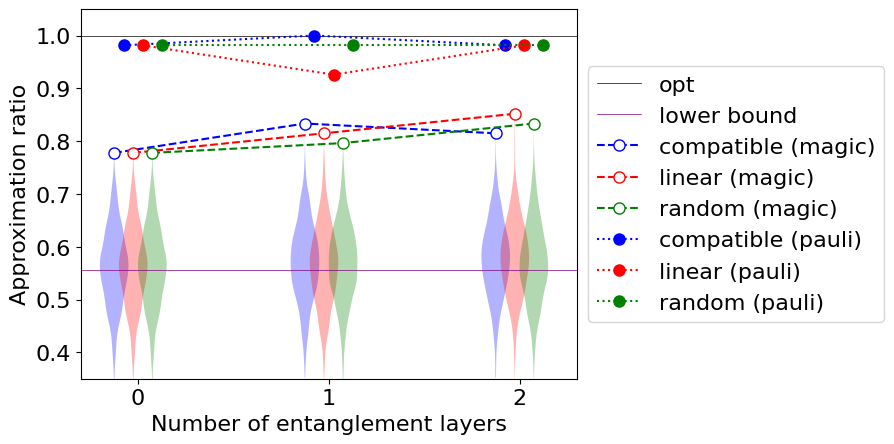 Approximation ratio
1.0
0.9
0.8
0.7
0.6
0.5
0.4
0
1
2
Number of entanglement layers
opt
lower bound
compatible (magic)
linear (magic)
random (magic)
compatible (pauli)
linear (pauli)
random (pauli)